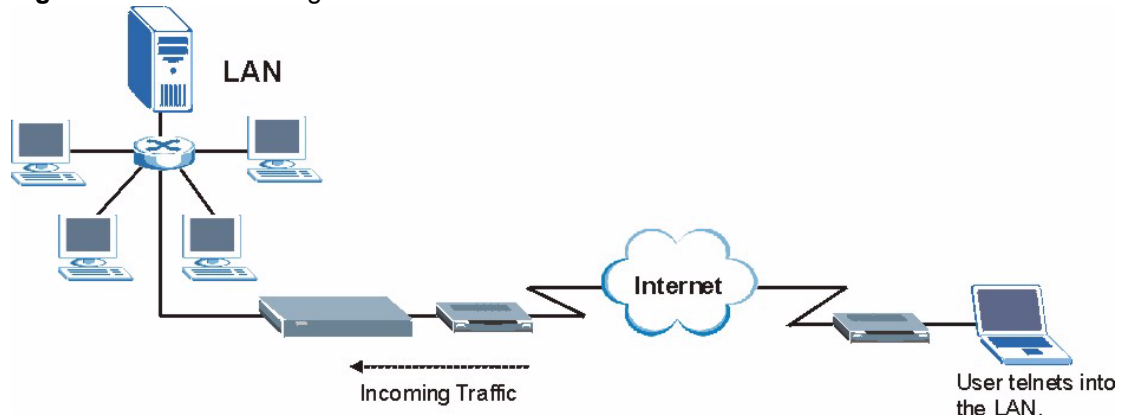 LAN
Internet
Incoming Traffic
User telnets into
the LAN.